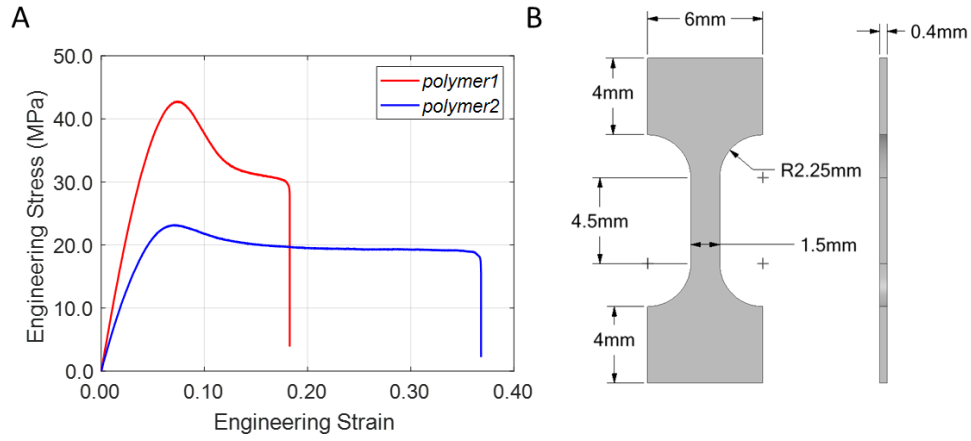 A
50.0
40.0
30.0
20.0
10.0
0.0
0.00
0.10
0.20
0.30
0.40
Engineering Stress (MPa)
Engineering Strain
polymer1
polymer2
B
6mm
0.4mm
4mm
R2.25mm
4.5mm
1.5mm
4mm